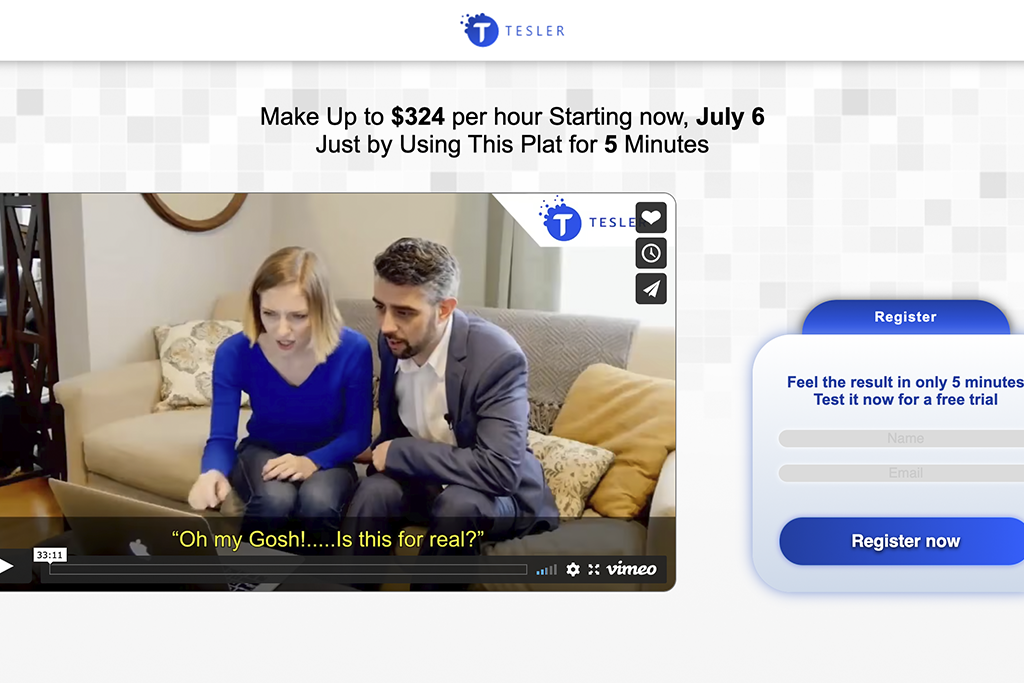 TESLER
Make Up to $324 per hour Starting now, July 6
Just by Using This Plat for 5 Minutes
TESLE
Register
Feel the result in only 5 minutes
Test it now for a free trial
Name
Email
Register now
“Oh my Gosh!.....Is this for real?”
33:11
vimeo